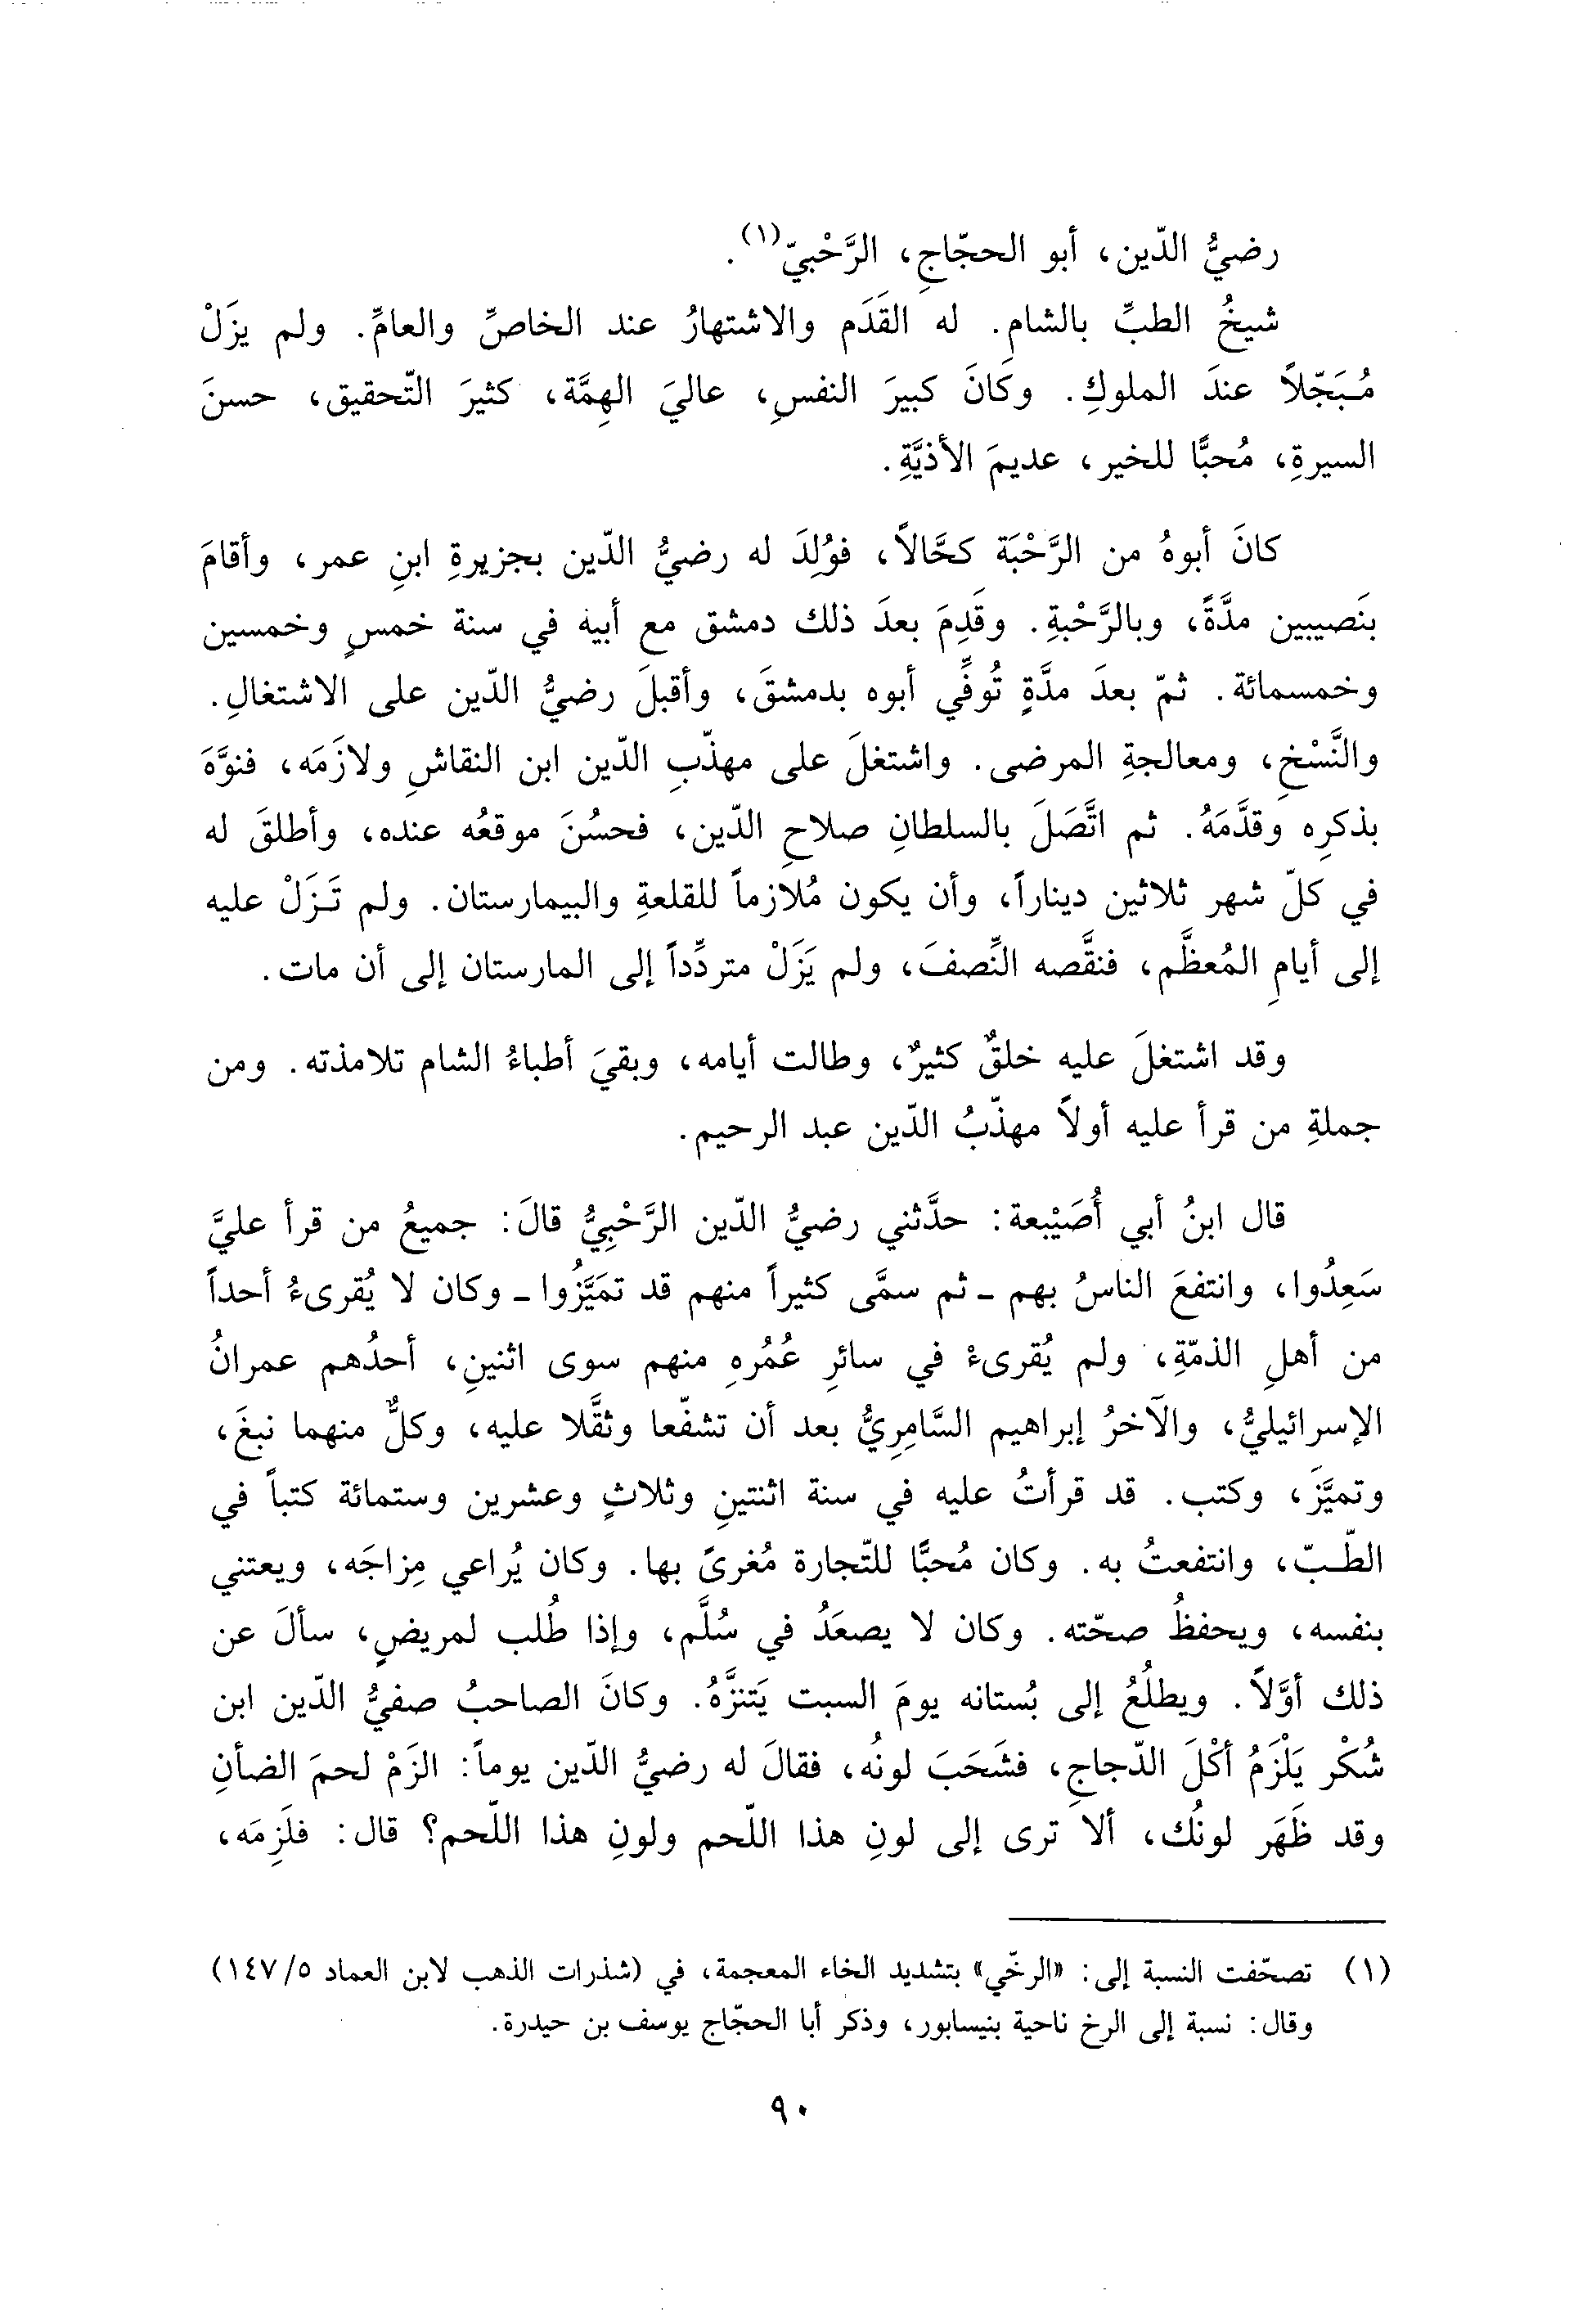 رضيُّ الدّين، أبو الحجّاجِ، الرَّحْبيّ(١).
شيخُ الطبِّ بالشام. له القَدَم والاشتهارُ عند الخاصِّ والعامِّ. ولم يزَلْ
مُبَجّلاً عندَ الملوكِ. وكَانَ كبيرَ النفسِ، عاليَ الهِمَّة، كثيرَ التّحقيق، حسنَ
السيرةِ، مُحبًّا للخير، عديمَ الأذيَّةِ.
كانَ أبوهُ من الرَّحْبَة كحَّالاً، فوُلِدَ له رضيُّ الدّين بجزيرةِ ابنِ عمر، وأقامَ
بنَصيبين مدَّةً، وبالرَّحْبةِ. وقَدِمَ بعدَ ذلك دمشق مع أبيه في سنة خمسٍ وخمسين
وخمسمائة. ثمّ بعدَ مدَّةٍ تُوفِّي أبوه بدمشقَ، وأقبلَ رضيُّ الدّين على الاشتغالِ.
والنَّسْخِ، ومعالجةِ المرضى. واشتغلَ على مهذّبِ الدّين ابن النقاشِ ولازَمَه، فنوَّهَ
بذكرِه وقدَّمَهُ. ثم اتَّصَلَ بالسلطانِ صلاحِ الدّين، فحسُنَ موقعُه عنده، وأطلقَ له
في كلّ شهر ثلاثين ديناراً، وأن يكون مُلازماً للقلعةِ والبيمارستان. ولم تَـزَلْ عليه
إلى أيامِ المُعظَّم، فنقَّصه النِّصفَ، ولم يَزَلْ متردِّداً إلى المارستان إلى أن مات.
وقد اشتغلَ عليه خلقٌ كثيرٌ، وطالت أيامه، وبقيَ أطباءُ الشام تلامذته. ومن
جملةِ من قرأ عليه أولاً مهذّبُ الدّين عبد الرحيم.
قال ابنُ أبي أُصَيْبعة: حدَّثني رضيُّ الدّين الرَّحْبِيُّ قالَ: جميعُ من قرأ عليَّ
سَعِدُوا، وانتفعَ الناسُ بهم ـ ثم سمَّى كثيراً منهم قد تميَّزُوا ـ وكان لا يُقرىءُ أحداً
من أهلِ الذمّةِ، ولم يُقرىءْ في سائرِ عُمُرهِ منهم سوى اثنينِ، أحدُهم عمرانُ
الإسرائيليُّ، والآخرُ إبراهيم السَّامِرِيُّ بعد أن تشفّعا وثقَّلا عليه، وكلٌّ منهما نبغَ،
وتميَّزَ، وكتب. قد قرأتُ عليه في سنة اثنتينِ وثلاثٍ وعشرين وستمائة كتباً في
الطّـبّ، وانتفعتُ به. وكان مُحبًّا للتّجارة مُغرىً بها. وكان يُراعي مِزاجَه، ويعتني
بنفسه، ويحفظُ صحّته. وكان لا يصعَدُ في سُلَّم، وإذا طُلب لمريضٍ، سألَ عن
ذلك أوَّلاً. ويطلُعُ إلى بُستانه يومَ السبت يَتنزَّهُ. وكانَ الصاحبُ صفيُّ الدّين ابن
شُكْر يَلْزَمُ أكْلَ الدّجاجِ، فشَحَبَ لونُه، فقالَ له رضيُّ الدّين يوماً: الزَمْ لحمَ الضأنِ
وقد ظَهَر لونُك، ألا ترى إلى لونِ هذا اللّحم ولونِ هذا اللّحم؟ قال: فلَزِمَه،
(١) تصحّفت النسبة إلى: «الرخّي» بتشديد الخاء المعجمة، في (شذرات الذهب لابن العماد ١٤٧/٥)
وقال: نسبة إلى الرخ ناحية بنيسابور، وذكر أبا الحجّاج يوسف بن حيدرة.
٩٠